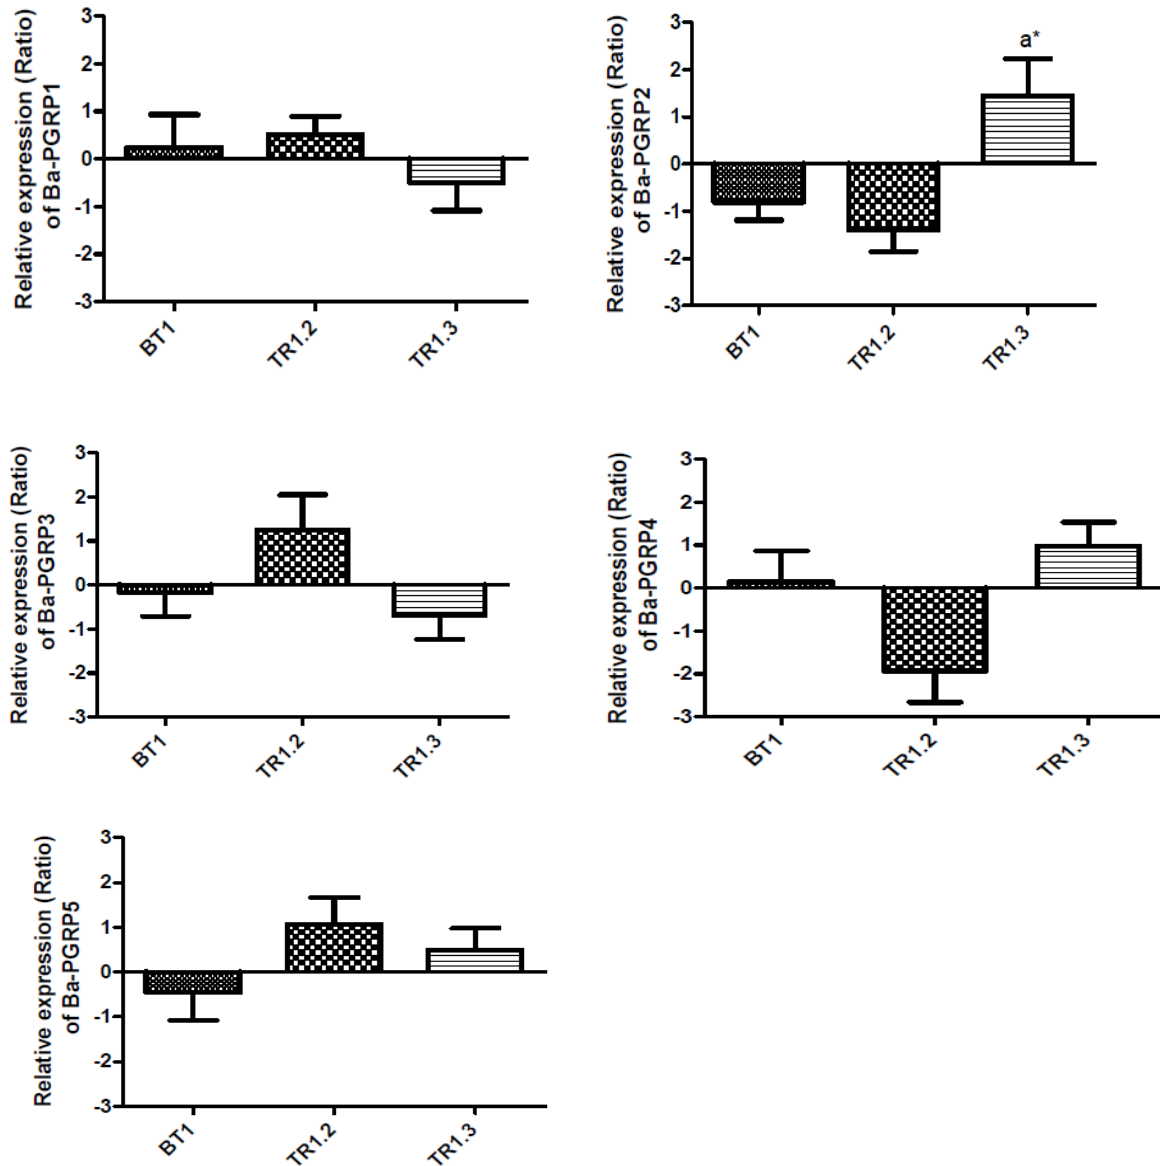 Relative expression (Ratio)
of Ba-PGRP1
3
2
1
0
-1
-2
-3
BT1
TR1.2
TR1.3
Relative expression (Ratio)
of Ba-PGRP2
3
2
1
0
-1
-2
-3
a*
BT1
TR1.2
TR1.3
Relative expression (Ratio)
of Ba-PGRP3
3
2
1
0
-1
-2
-3
BT1
TR1.2
TR1.3
Relative expression (Ratio)
of Ba-PGRP4
3
2
1
0
-1
-2
-3
BT1
TR1.2
TR1.3
Relative expression (Ratio)
of Ba-PGRP5
3
2
1
0
-1
-2
-3
BT1
TR1.2
TR1.3